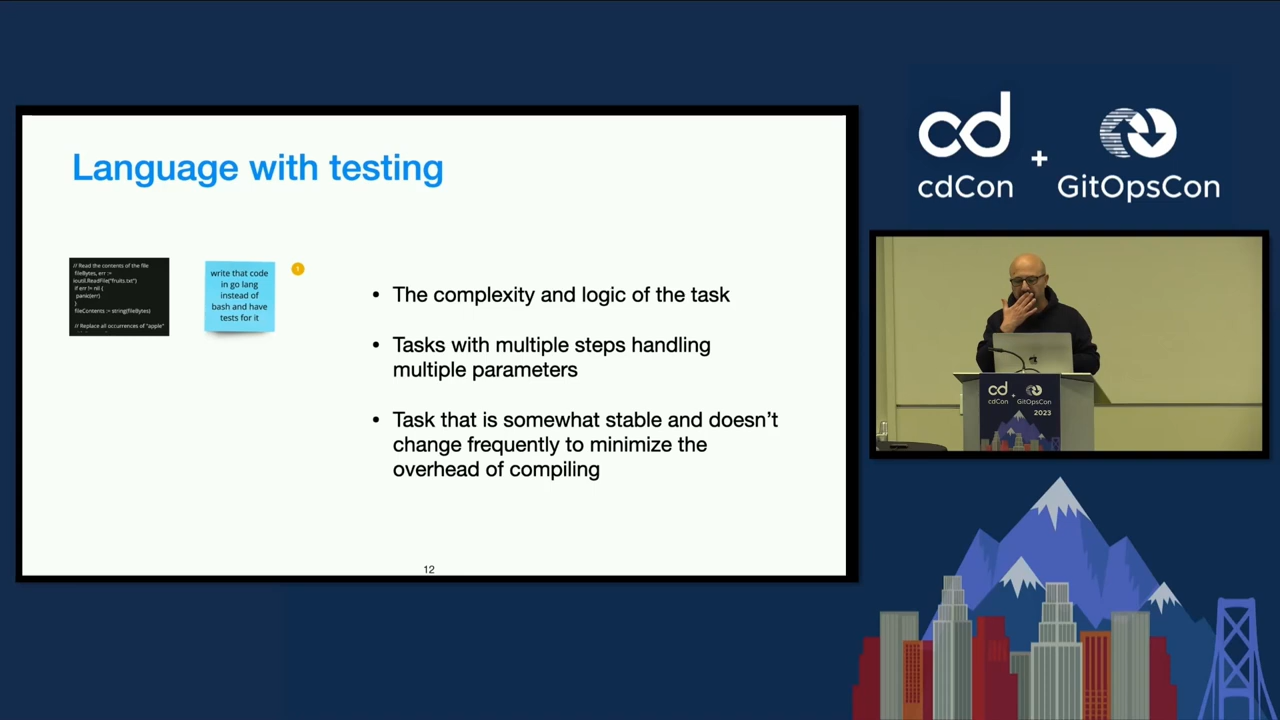 Language with testing
// Read the contents of the file
fileBytes, err :=
ioutil.ReadFile("fruits.txt")
if err != nil {
panic(err)
}
fileContents := string(fileBytes)
// Replace all occurrences of "apple"
write that code
in go lang
instead of
bash and have
tests for it
1
• The complexity and logic of the task
• Tasks with multiple steps handling
multiple parameters
• Task that is somewhat stable and doesn't
change frequently to minimize the
overhead of compiling
12
cd
cdCon
+
GitOpsCon
cd
cdCon
+
GitOpsCon
2023